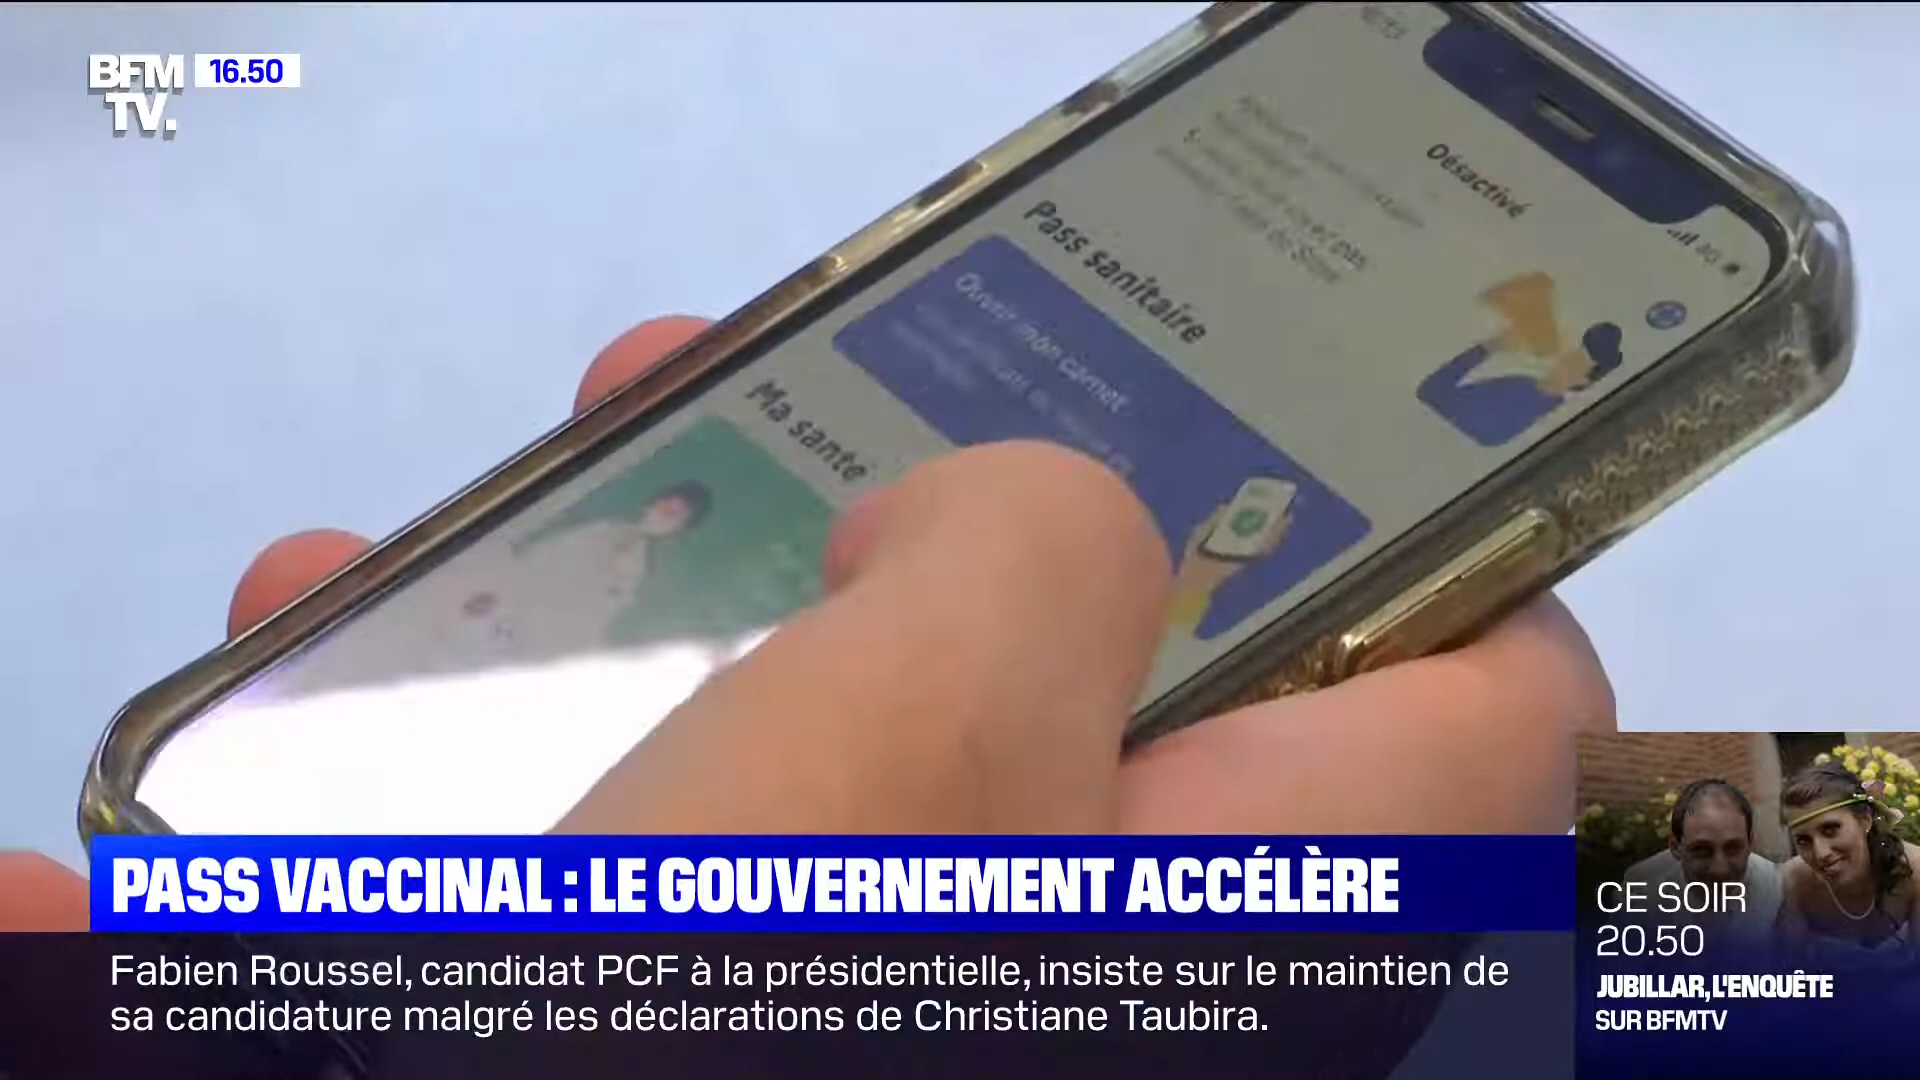 BFM
TV.
16.50
Désactivé
Pass sanitaire
Ouvrir mon carnet
Ma santé
PASS VACCINAL : LE GOUVERNEMENT ACCÉLÈRE
Fabien Roussel, candidat PCF à la présidentielle, insiste sur le maintien de
sa candidature malgré les déclarations de Christiane Taubira.
CE SOIR
20.50
JUBILLAR, L'ENQUÊTE
SUR BFMTV